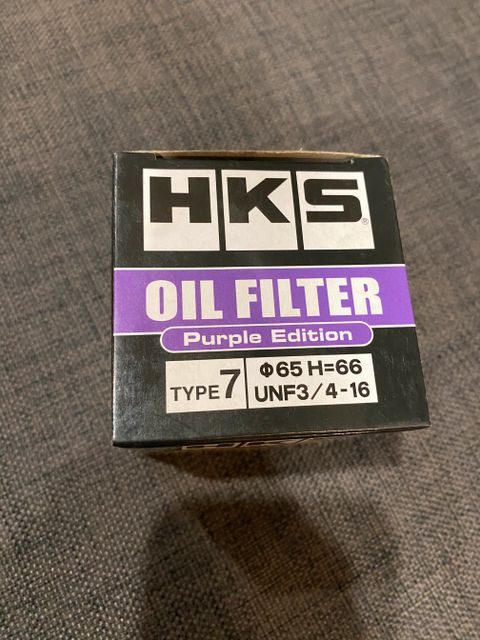 HKS®
OIL FILTER
Purple Edition
TYPE 7
Φ65 H=66
UNF3/4-16